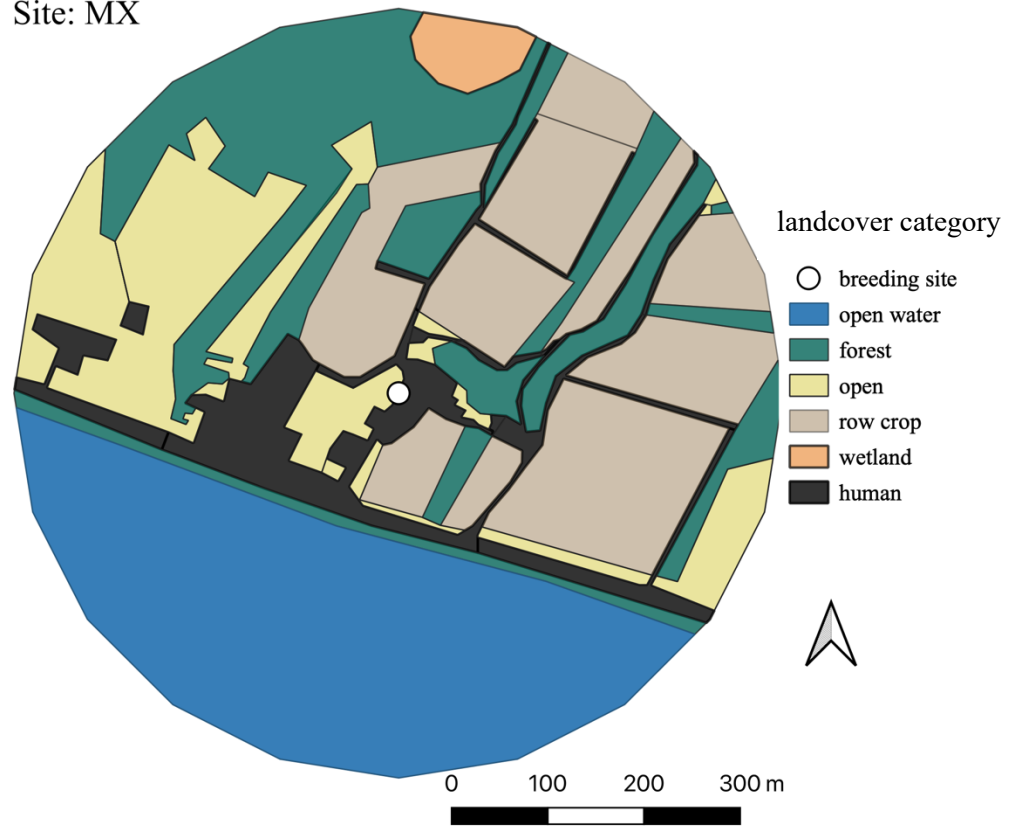 Site: MX
landcover category
breeding site
open water
forest
open
row crop
wetland
human
0 100 200 300 m